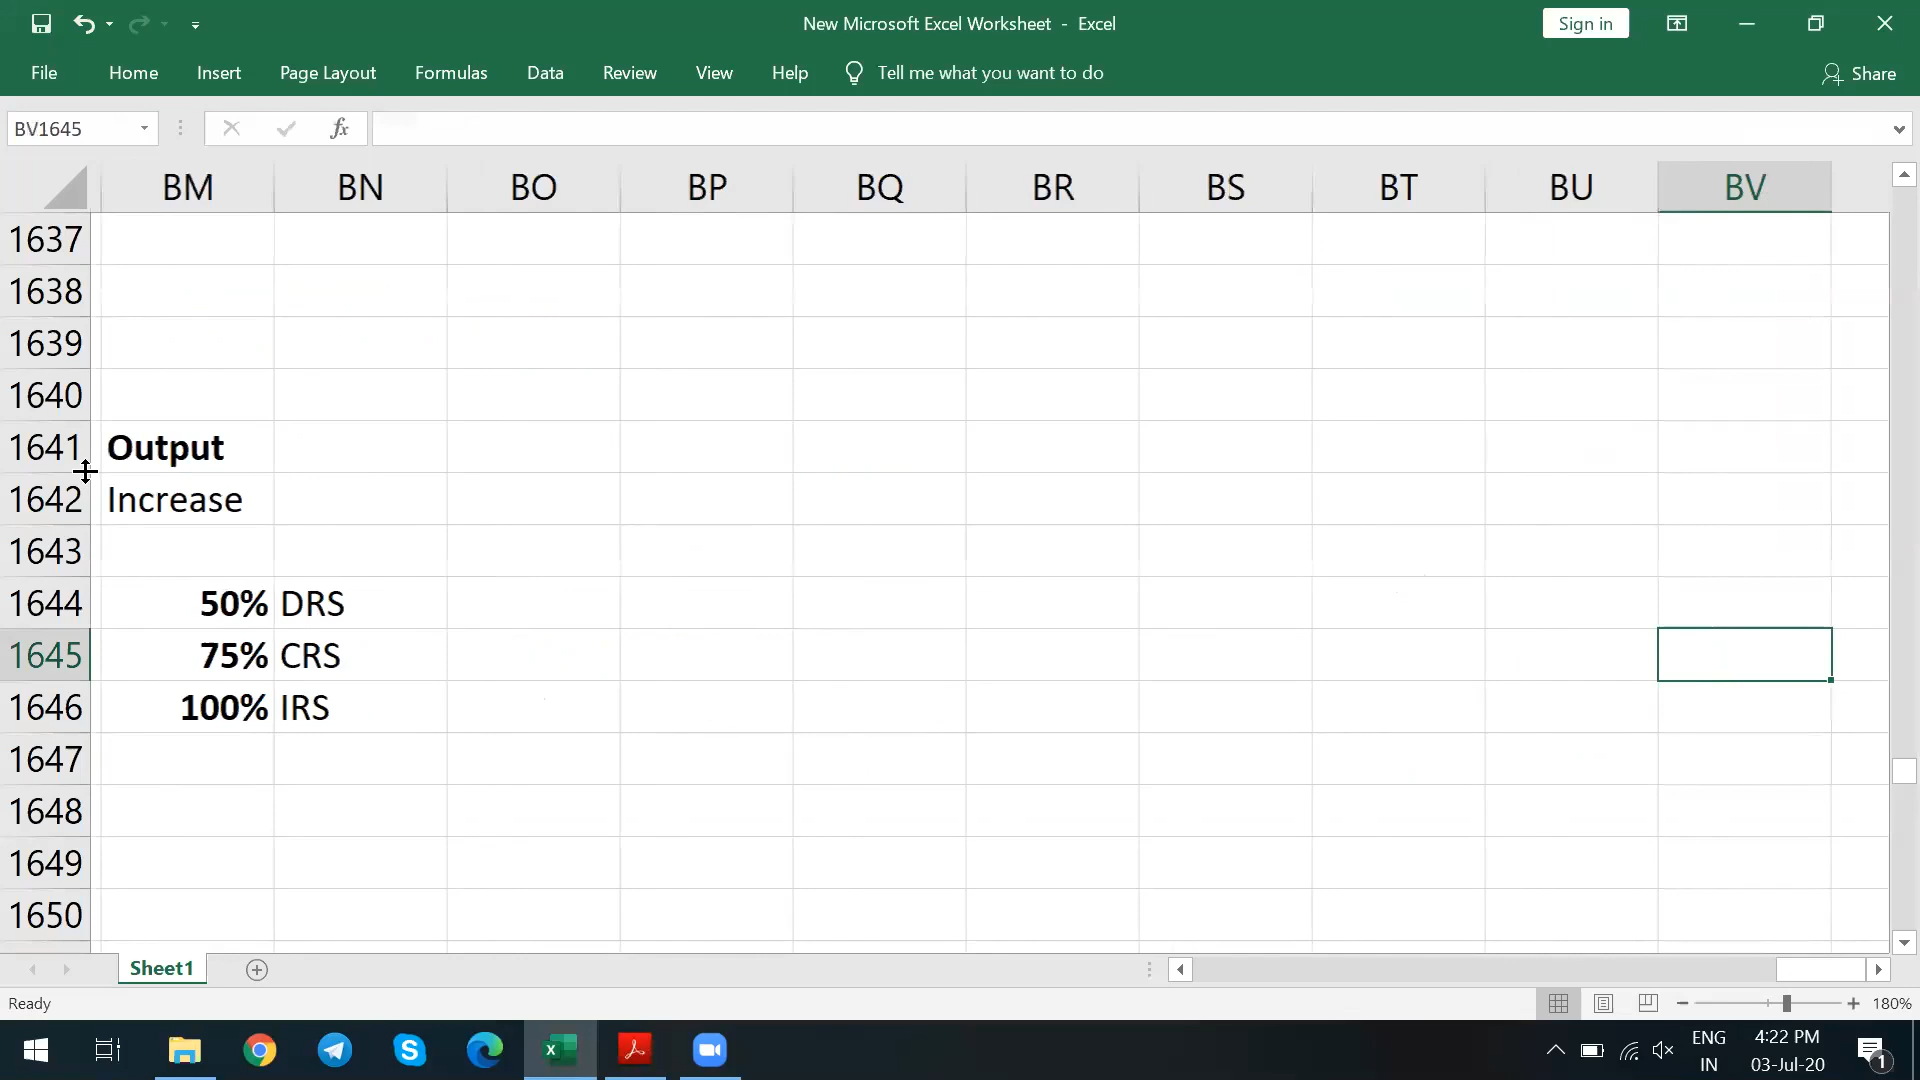 New Microsoft Excel Worksheet - Excel
Sign in
File Home Insert Page Layout Formulas Data Review View Help Tell me what you want to do Share
BV1645 fx
BM BN BO BP BQ BR BS BT BU BV
1637
1638
1639
1640
1641 Output
1642 Increase
1643
1644 50% DRS
1645 75% CRS
1646 100% IRS
1647
1648
1649
1650
Sheet1
Ready 180%
ENG 4:22 PM
IN 03-Jul-20 1